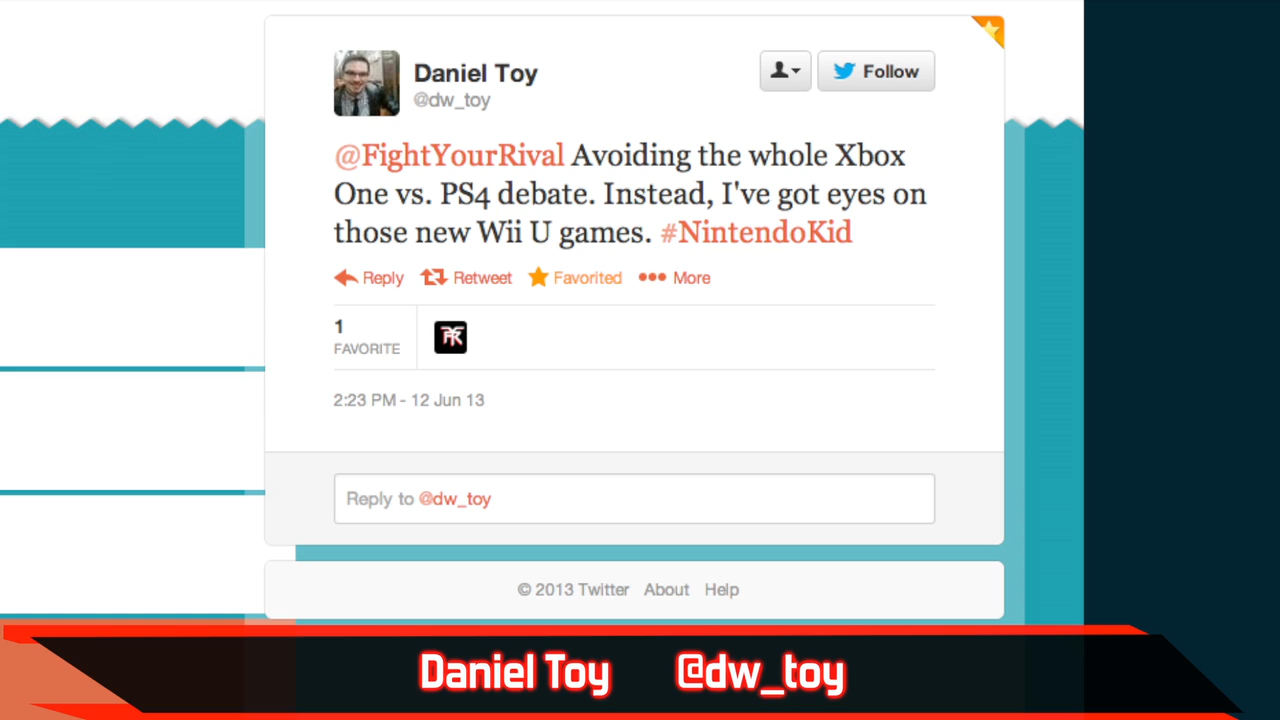 Daniel Toy
@dw_toy
Follow
@FightYourRival Avoiding the whole Xbox
One vs. PS4 debate. Instead, I've got eyes on
those new Wii U games. #NintendoKid
Reply Retweet Favorited More
1
FAVORITE
2:23 PM - 12 Jun 13
Reply to @dw_toy
© 2013 Twitter About Help
Daniel Toy @dw_toy